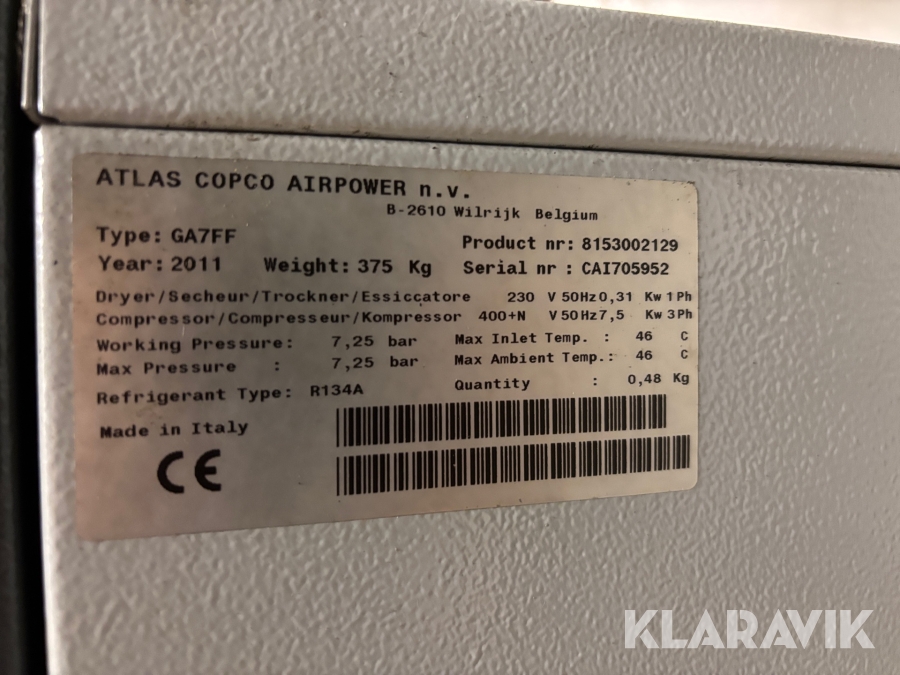 ATLAS COPCO AIRPOWER n.v.
B-2610 Wilrijk Belgium
Type: GA7FF
Product nr: 8153002129
Year: 2011 Weight: 375 Kg
Serial nr : CAI705952
Dryer/Secheur/Trockner/Essiccatore 230 V 50Hz 0,31 Kw 1Ph
Compressor/Compresseur/Kompressor 400+N V 50Hz 7,5 Kw 3Ph
Working Pressure: 7,25 bar
Max Inlet Temp. : 46 C
Max Pressure : 7,25 bar
Max Ambient Temp.: 46 C
Refrigerant Type: R134A
Quantity : 0,48 Kg
Made in Italy
CE
KLARAVIK